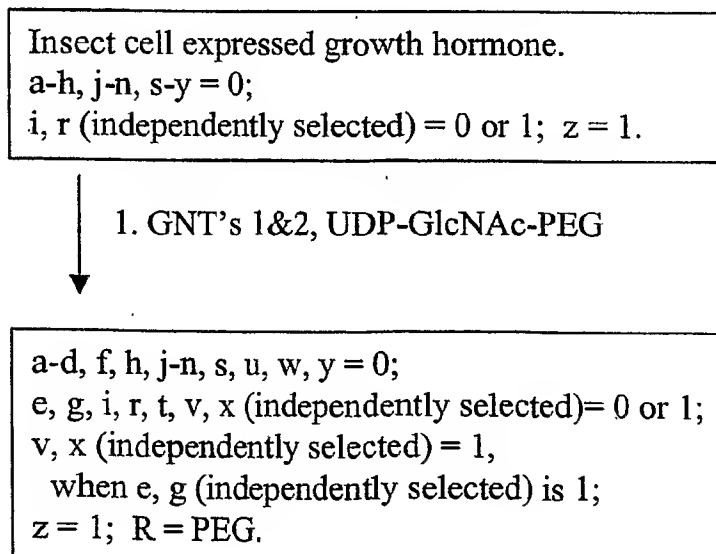 Insect cell expressed growth hormone.
a-h, j-n, s-y = 0;
i, r (independently selected) = 0 or 1; z = 1.
1. GNT's 1&2, UDP-GlcNAc-PEG
a-d, f, h, j-n, s, u, w, y = 0;
e, g, i, r, t, v, x (independently selected)= 0 or 1;
v, x (independently selected) = 1,
when e, g (independently selected) is 1;
z = 1; R = PEG.